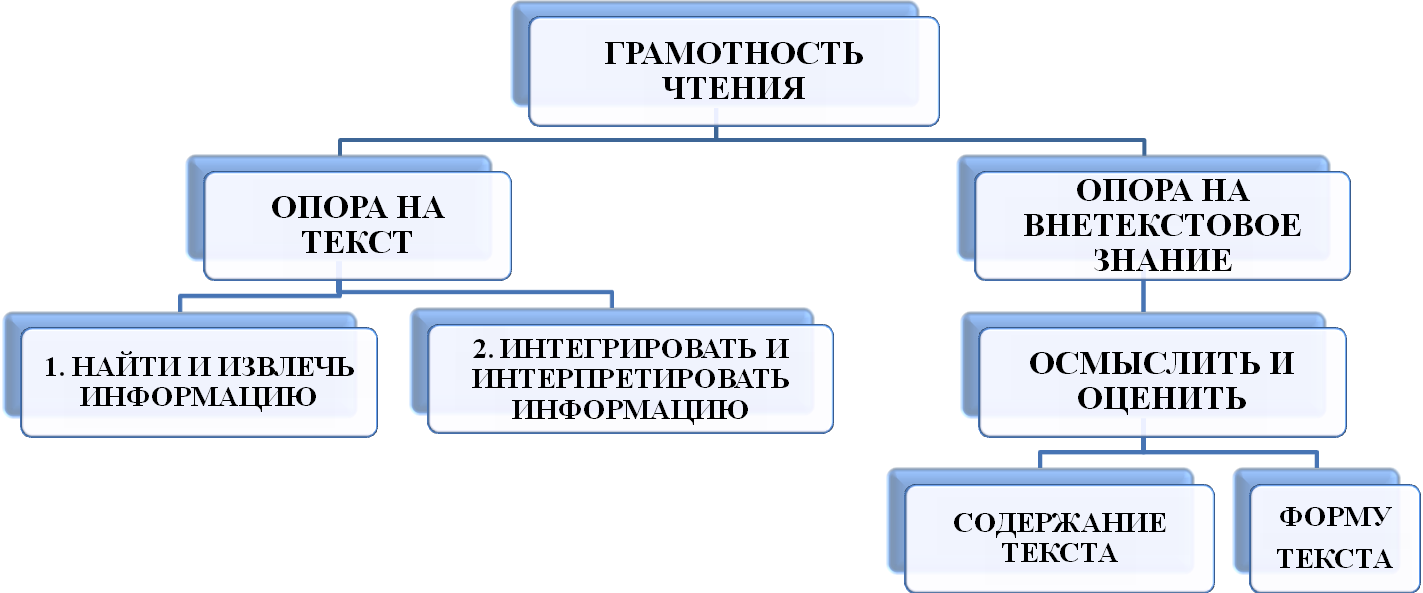 ГРАМОТНОСТЬ
ЧТЕНИЯ
ОПОРА НА
ТЕКСТ
ОПОРА НА
ВНЕТЕКСТОВОЕ
ЗНАНИЕ
1. НАЙТИ И ИЗВЛЕЧЬ
ИНФОРМАЦИЮ
2. ИНТЕГРИРОВАТЬ И
ИНТЕРПРЕТИРОВАТЬ
ИНФОРМАЦИЮ
ОСМЫСЛИТЬ И
ОЦЕНИТЬ
СОДЕРЖАНИЕ
ТЕКСТА
ФОРМУ
ТЕКСТА